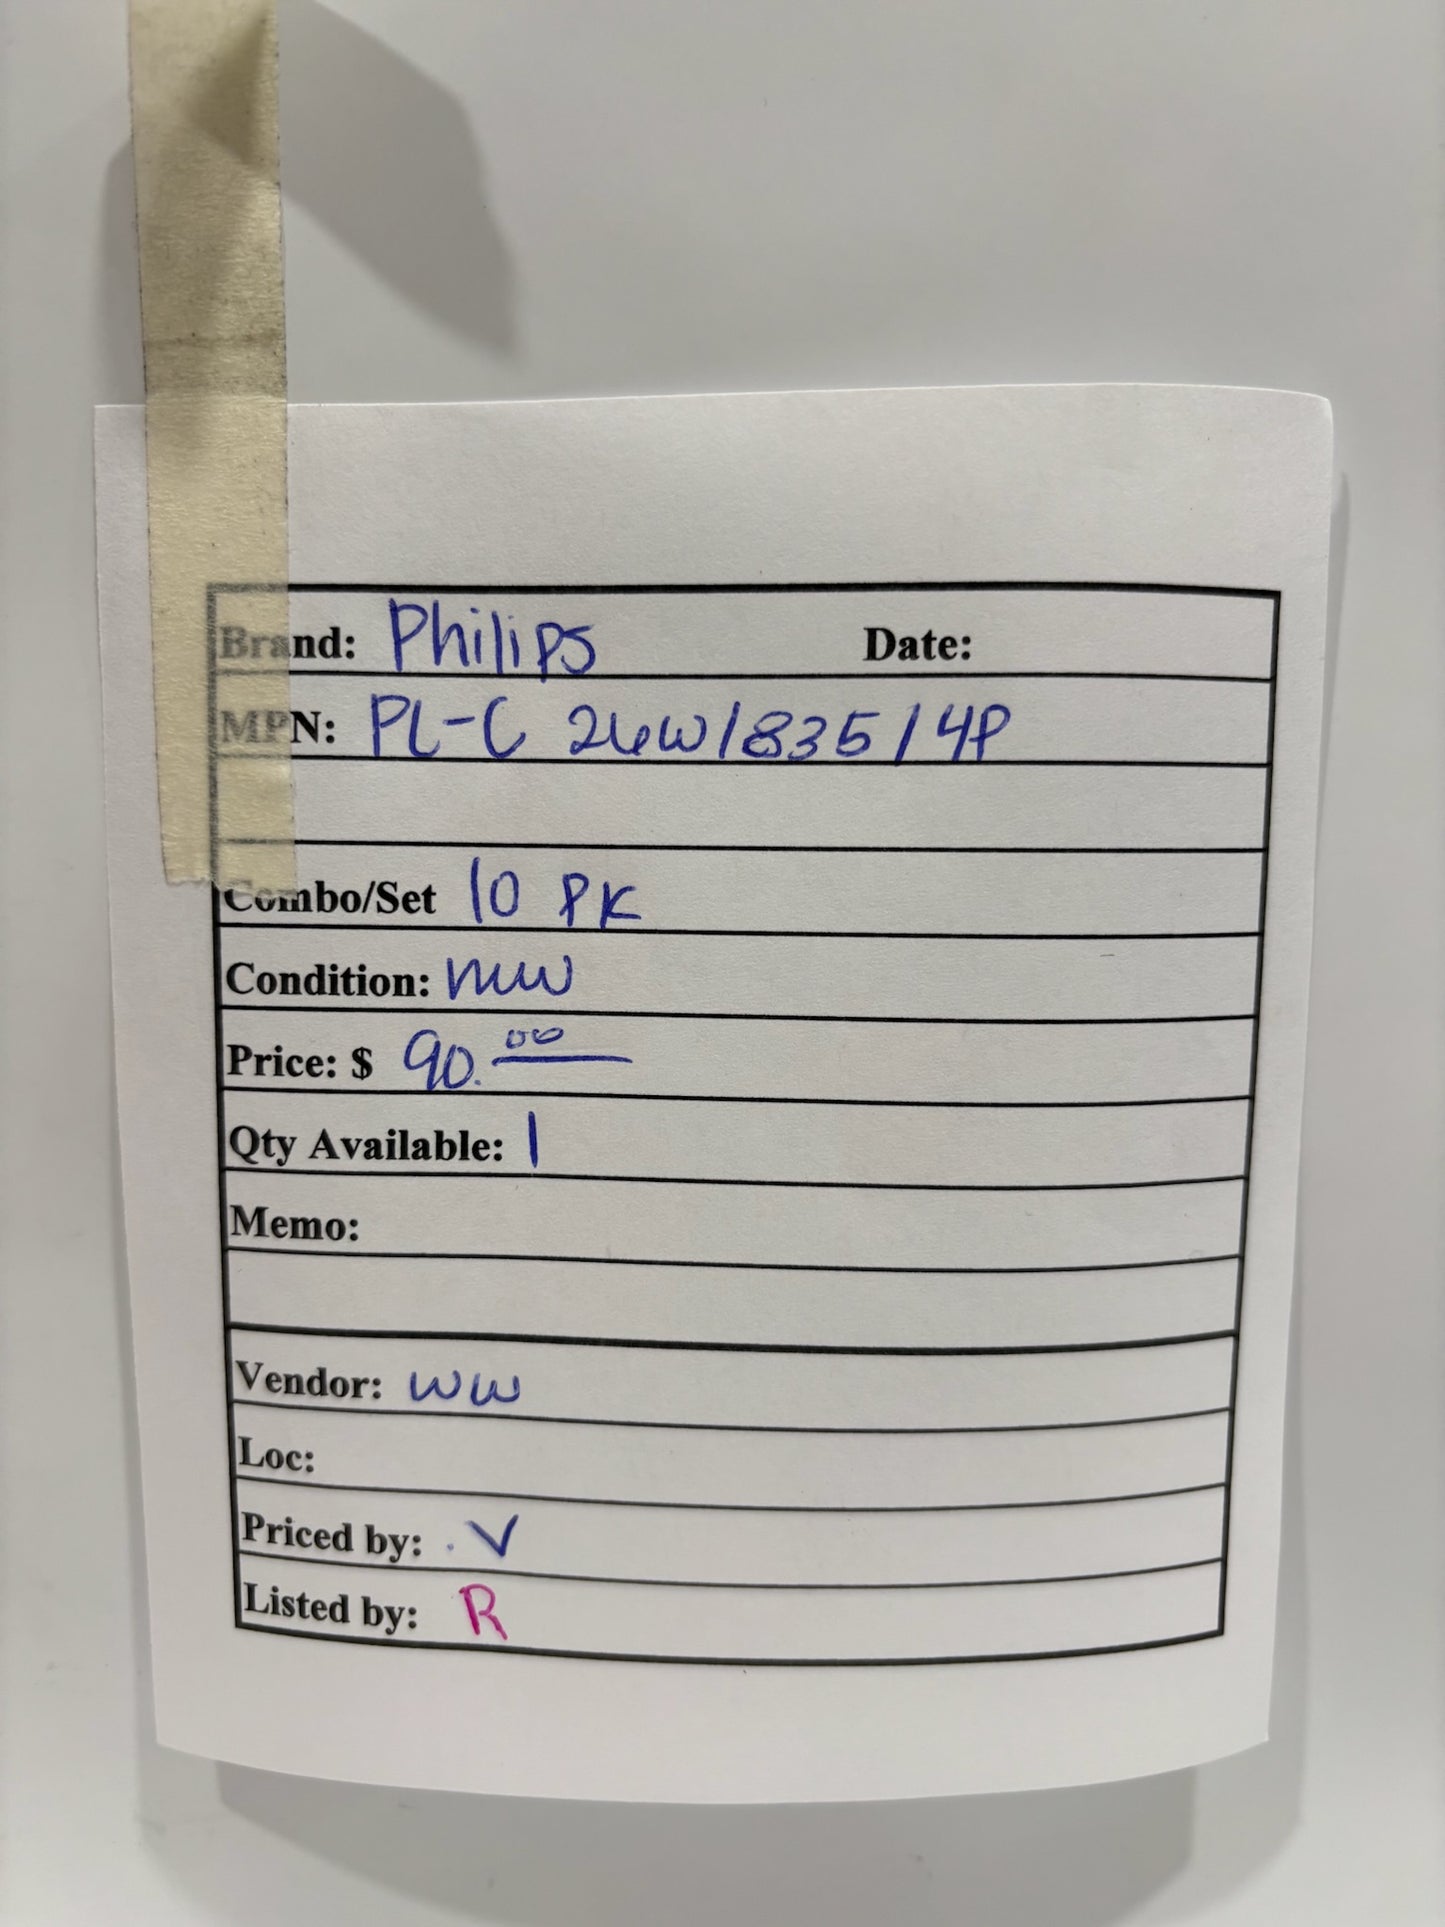 Brand: Philips Date:
MPN: PL-C 26W/835/4P
Combo/Set 10 PK
Condition: new
Price: $ 90.00
Qty Available: 1
Memo:
Vendor: WW
Loc:
Priced by: V
Listed by: R